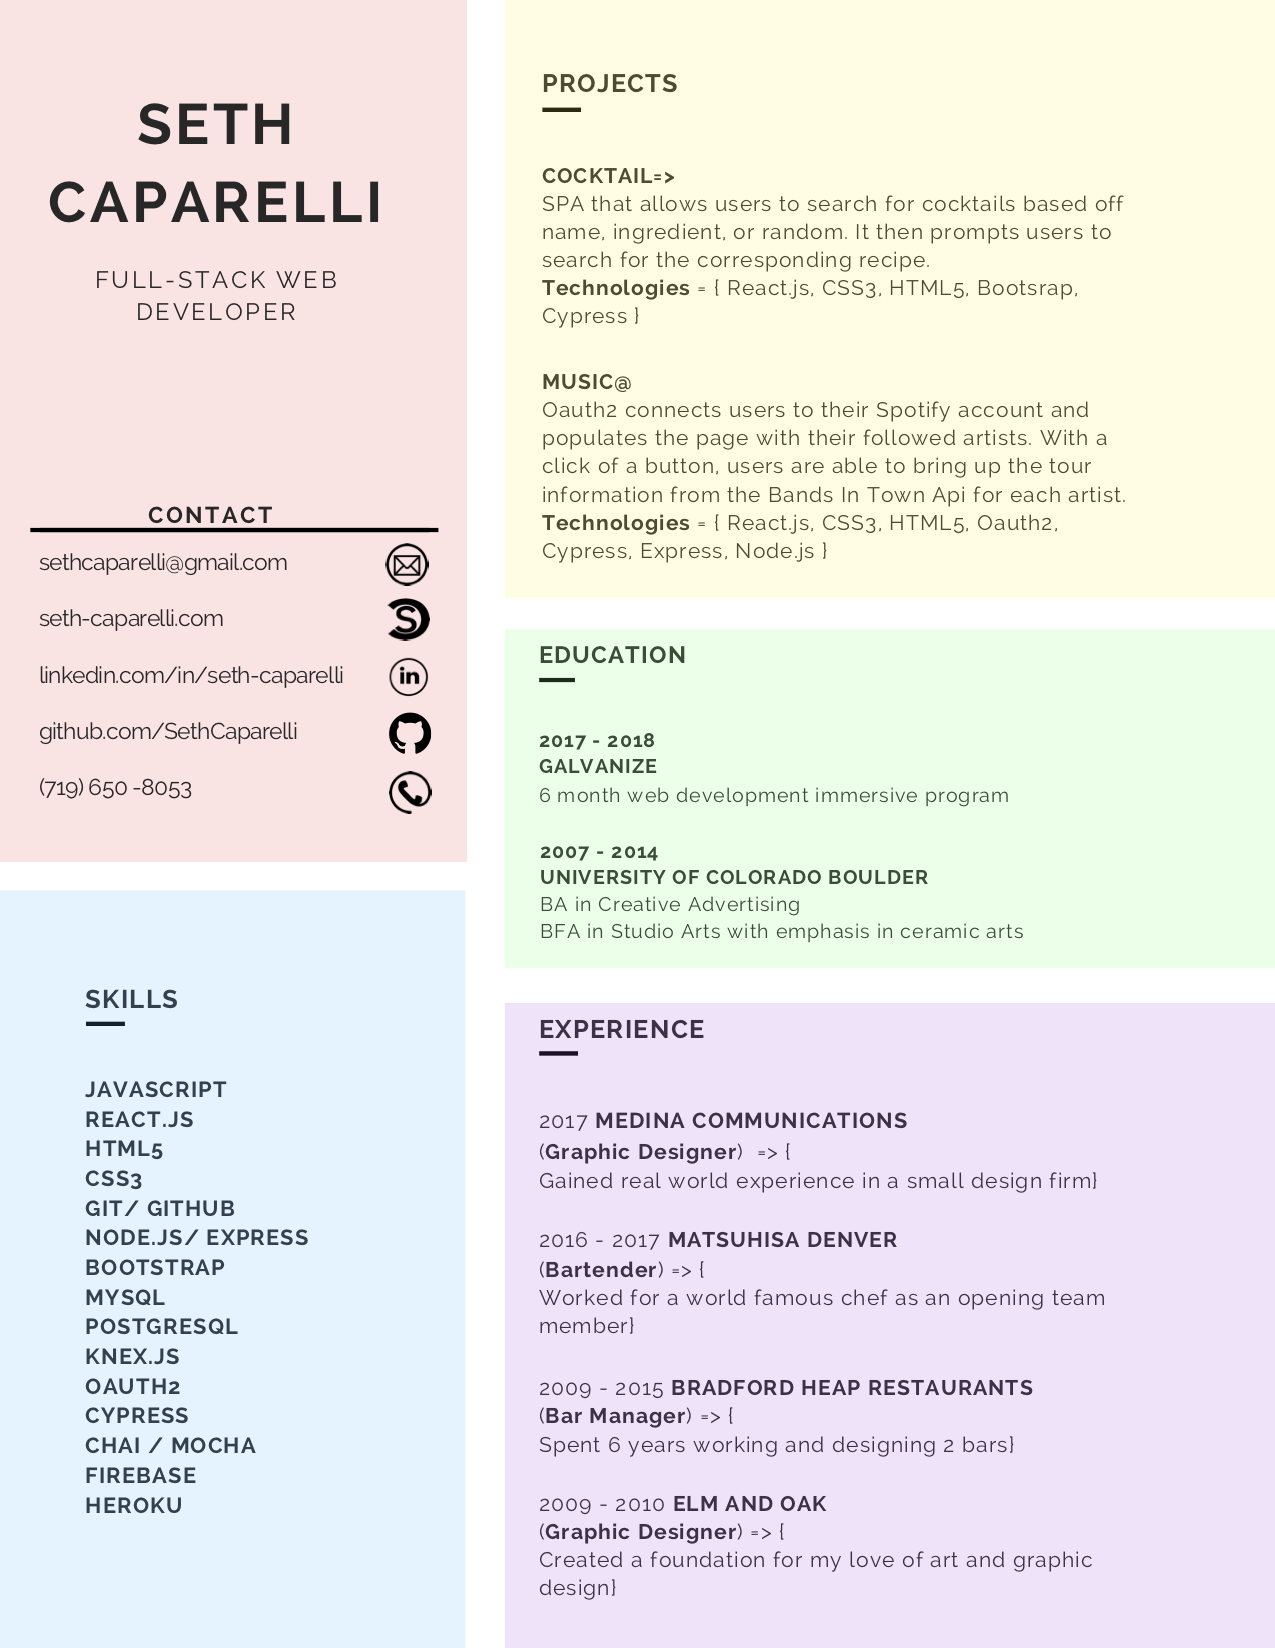 SETH
CAPARELLI
FULL-STACK WEB
DEVELOPER
CONTACT
sethcaparelli@gmail.com
seth-caparelli.com
linkedin.com/in/seth-caparelli
in
github.com/SethCaparelli
(719) 650 -8053
SKILLS
JAVASCRIPT
REACT.JS
HTML5
CSS3
GIT/ GITHUB
NODE.JS/ EXPRESS
BOOTSTRAP
MYSQL
POSTGRESQL
KNEX.JS
OAUTH2
CYPRESS
CHAI / MOCHA
FIREBASE
HEROKU
PROJECTS
COCKTAIL=>
SPA that allows users to search for cocktails based off
name, ingredient, or random. It then prompts users to
search for the corresponding recipe.
Technologies = { React.js, CSS3, HTML5, Bootsrap,
Cypress }
MUSIC@
Oauth2 connects users to their Spotify account and
populates the page with their followed artists. With a
click of a button, users are able to bring up the tour
information from the Bands In Town Api for each artist.
Technologies = { React.js, CSS3, HTML5, Oauth2,
Cypress, Express, Node.js }
EDUCATION
2017 - 2018
GALVANIZE
6 month web development immersive program
2007 - 2014
UNIVERSITY OF COLORADO BOULDER
BA in Creative Advertising
BFA in Studio Arts with emphasis in ceramic arts
EXPERIENCE
2017 MEDINA COMMUNICATIONS
(Graphic Designer)  => {
Gained real world experience in a small design firm}
2016 - 2017 MATSUHISA DENVER
(Bartender) => {
Worked for a world famous chef as an opening team
member}
2009 - 2015 BRADFORD HEAP RESTAURANTS
(Bar Manager) => {
Spent 6 years working and designing 2 bars}
2009 - 2010 ELM AND OAK
(Graphic Designer) => {
Created a foundation for my love of art and graphic
design}